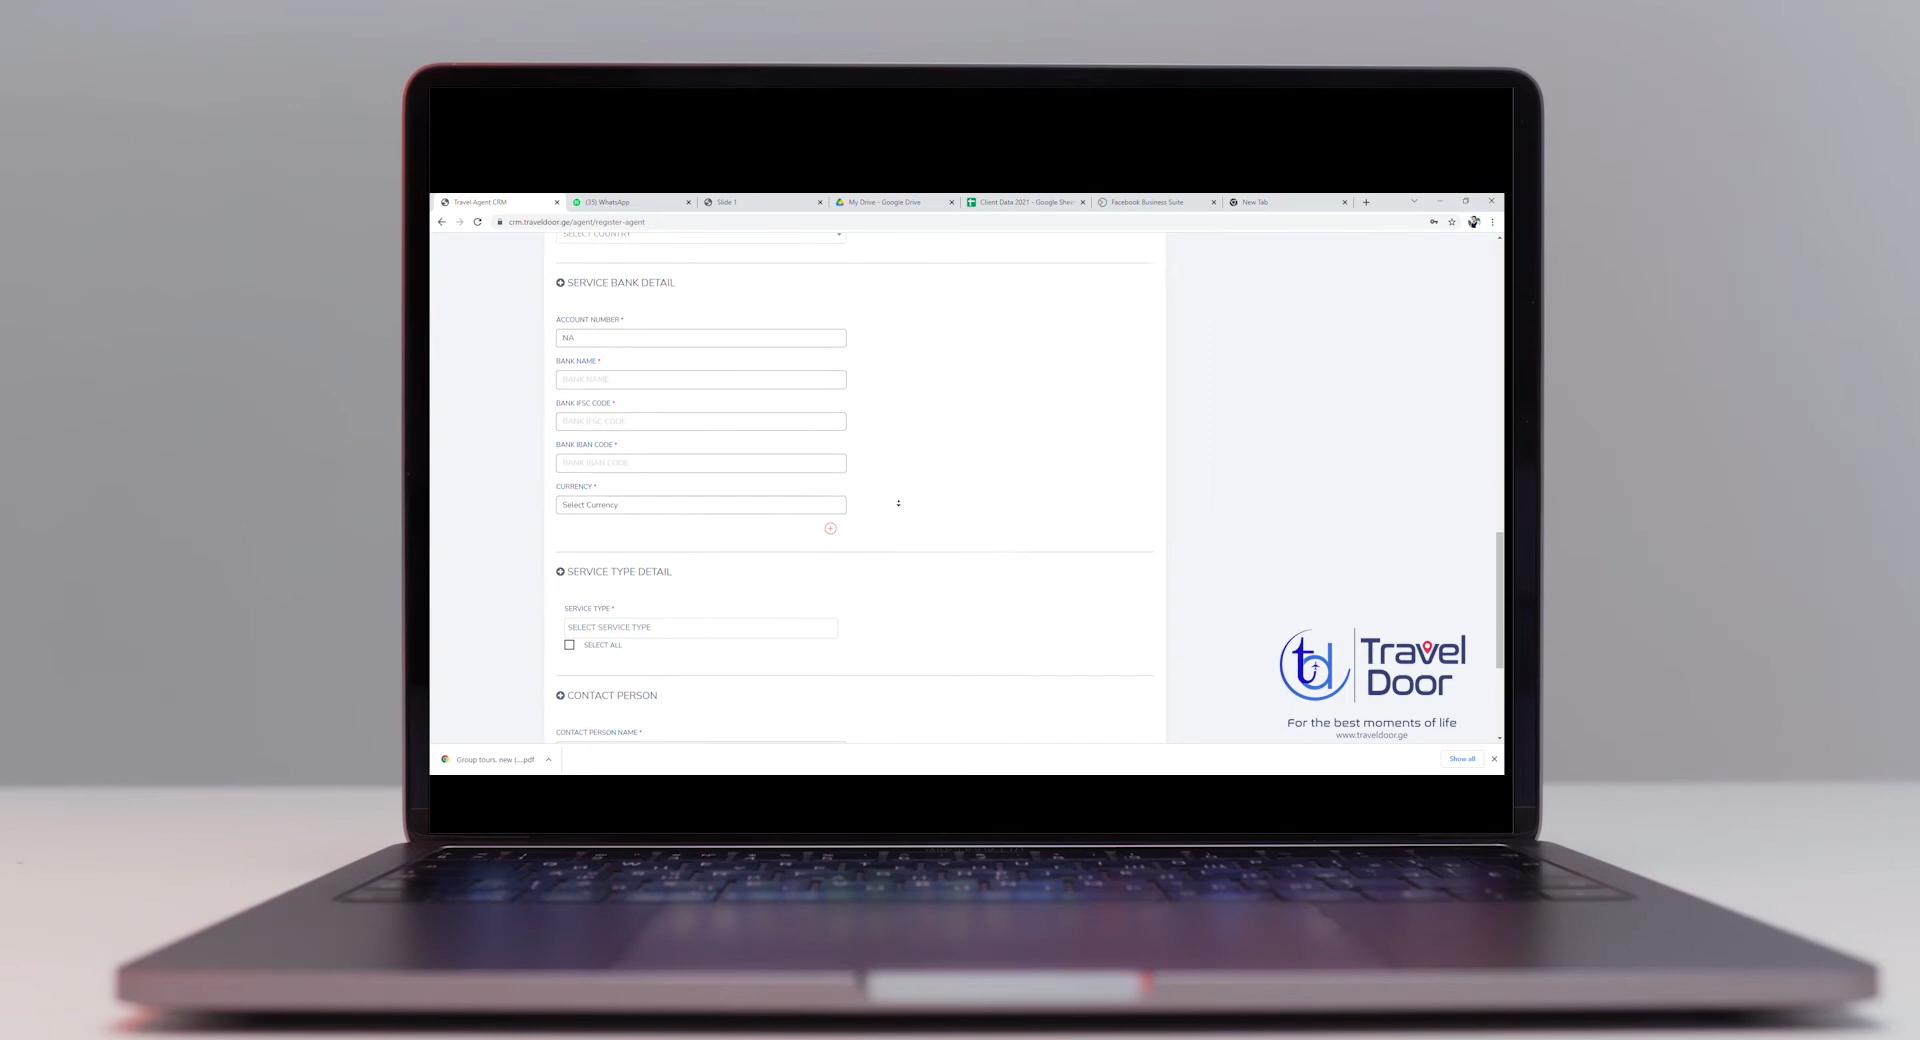 Travel Agent CRM
(35) WhatsApp
Slide 1
My Drive - Google Drive
Client Data 2021 - Google Shee
Facebook Business Suite
New Tab
crm.traveldoor.ge/agent/register-agent
SELECT COUNTRY
SERVICE BANK DETAIL
ACCOUNT NUMBER *
NA
BANK NAME *
BANK NAME
BANK IFSC CODE *
BANK IFSC CODE
BANK IBAN CODE *
BANK IBAN CODE
CURRENCY *
Select Currency
SERVICE TYPE DETAIL
SERVICE TYPE *
SELECT SERVICE TYPE
SELECT ALL
CONTACT PERSON
CONTACT PERSON NAME *
td
Travel
Door
For the best moments of life
www.traveldoor.ge
Group tours. new (....pdf
Show all